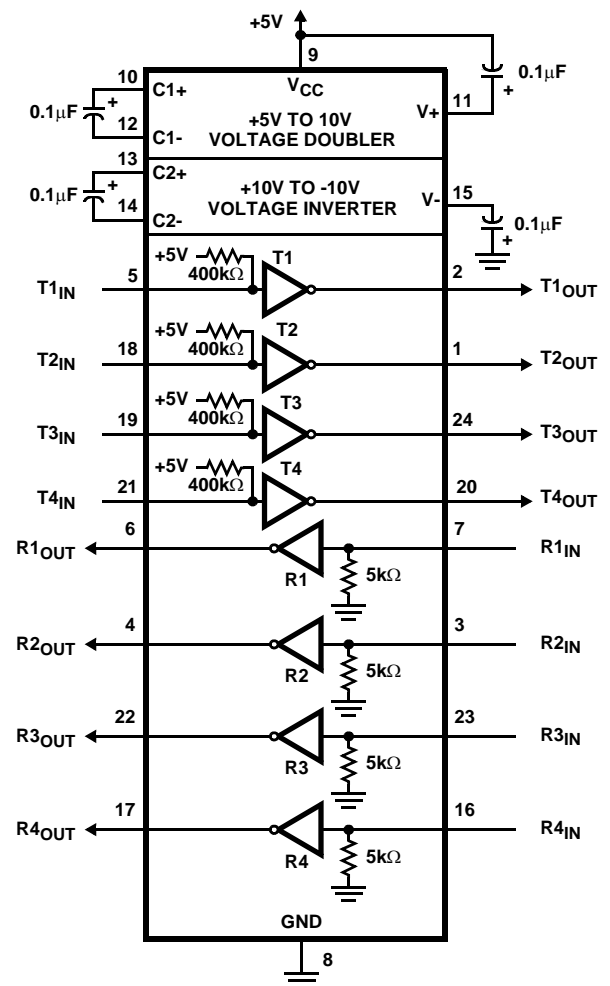 +5V
9
VCC
0.1μF
+
10
C1+
0.1μF
+
12
C1-
+5V TO 10V
VOLTAGE DOUBLER
V+
11
13
C2+
0.1μF
+
14
C2-
+10V TO -10V
VOLTAGE INVERTER
V-
15
0.1μF
+
T1IN
5
+5V
400kΩ
T1
2
T1OUT
T2IN
18
+5V
400kΩ
T2
1
T2OUT
T3IN
19
+5V
400kΩ
T3
24
T3OUT
T4IN
21
+5V
400kΩ
T4
20
T4OUT
R1OUT
6
R1
5kΩ
7
R1IN
R2OUT
4
R2
5kΩ
3
R2IN
R3OUT
22
R3
5kΩ
23
R3IN
R4OUT
17
R4
5kΩ
16
R4IN
GND
8